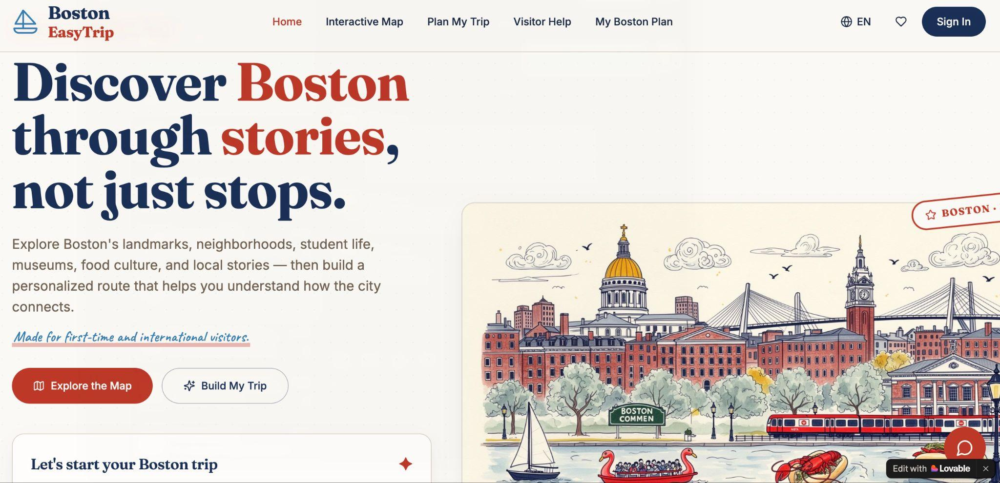 Boston
EasyTrip
Home
Interactive Map
Plan My Trip
Visitor Help
My Boston Plan
EN
Sign In
Discover Boston
through stories,
not just stops.
Explore Boston's landmarks, neighborhoods, student life,
museums, food culture, and local stories — then build a
personalized route that helps you understand how the city
connects.
Made for first-time and international visitors.
Explore the Map
Build My Trip
Let's start your Boston trip
BOSTON ·
BOSTON
COMMEN
MBTA
Edit with Lovable